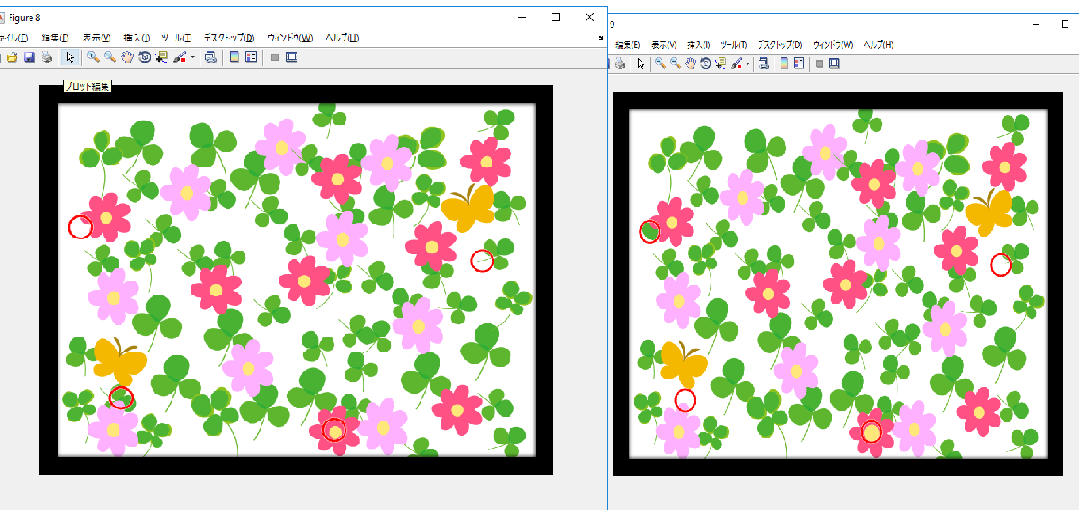 Figure 8
ァイル(F) 編集(E) 表示(V) 挿入(I) ツール(T) デスクトップ(D) ウィンドウ(W) ヘルプ(H)
プロット編集
9
編集(E) 表示(V) 挿入(I) ツール(T) デスクトップ(D) ウィンドウ(W) ヘルプ(H)